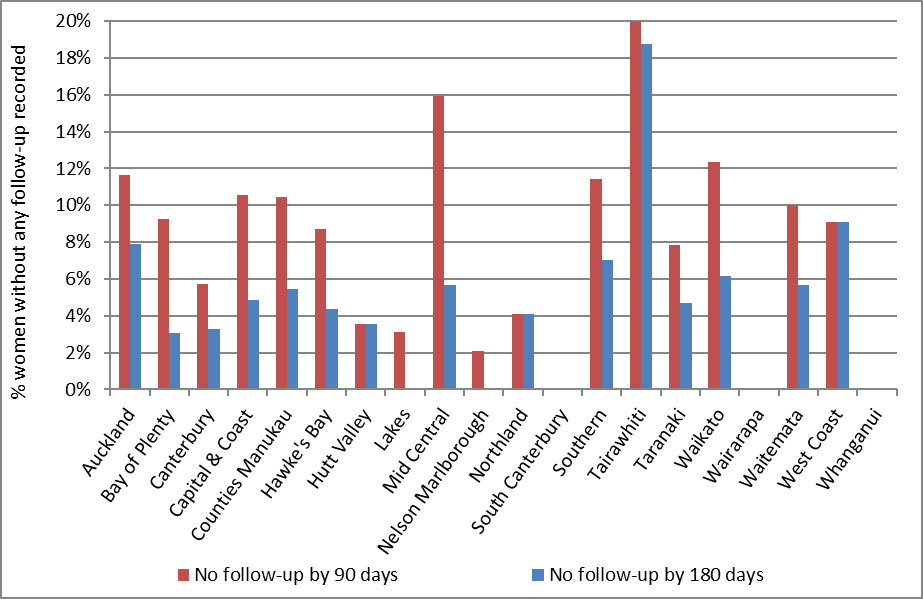 % women without any follow-up recorded
20%
18%
16%
14%
12%
10%
8%
6%
4%
2%
0%
Auckland
Bay of Plenty
Canterbury
Capital & Coast
Counties Manukau
Hawke's Bay
Hutt Valley
Lakes
Mid Central
Nelson Marlborough
Northland
South Canterbury
Southern
Tairawhiti
Taranaki
Waikato
Wairarapa
Waitemata
West Coast
Whanganui
No follow-up by 90 days
No follow-up by 180 days